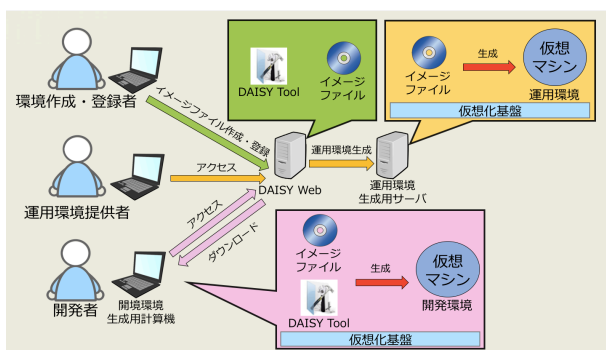 環境作成・登録者
イメージファイル作成・登録
DAISY Tool
イメージ
ファイル
イメージ
ファイル
生成
仮想
マシン
運用環境
仮想化基盤
運用環境提供者
アクセス
DAISY Web
運用環境生成
運用環境
生成用サーバ
アクセス
ダウンロード
開発者
開境環境
生成用計算機
イメージ
ファイル
DAISY Tool
生成
仮想
マシン
開発環境
仮想化基盤